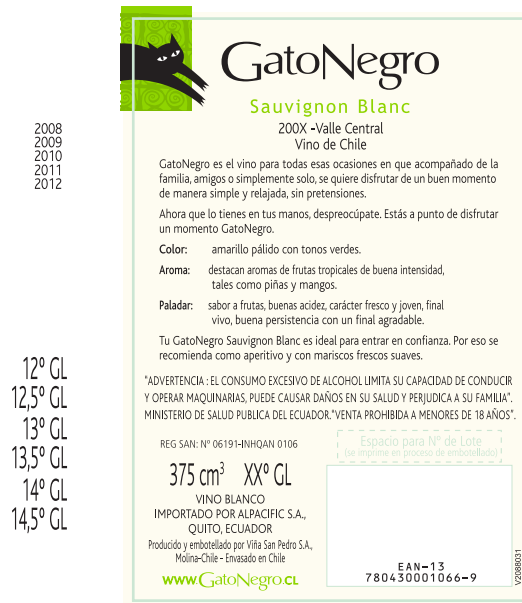 GatoNegro
Sauvignon Blanc
200X -Valle Central
Vino de Chile
GatoNegro es el vino para todas esas ocasiones en que acompañado de la
familia, amigos o simplemente solo, se quiere disfrutar de un buen momento
de manera simple y relajada, sin pretensiones.
Ahora que lo tienes en tus manos, despreocúpate. Estás a punto de disfrutar
un momento GatoNegro.
Color: amarillo pálido con tonos verdes.
Aroma: destacan aromas de frutas tropicales de buena intensidad,
tales como piñas y mangos.
Paladar: sabor a frutas, buenas acidez, carácter fresco y joven, final
vivo, buena persistencia con un final agradable.
Tu GatoNegro Sauvignon Blanc es ideal para entrar en confianza. Por eso se
recomienda como aperitivo y con mariscos frescos suaves.
"ADVERTENCIA : EL CONSUMO EXCESIVO DE ALCOHOL LIMITA SU CAPACIDAD DE CONDUCIR
Y OPERAR MAQUINARIAS, PUEDE CAUSAR DAÑOS EN SU SALUD Y PERJUDICA A SU FAMILIA".
MINISTERIO DE SALUD PUBLICA DEL ECUADOR."VENTA PROHIBIDA A MENORES DE 18 AÑOS".
REG SAN: Nº 06191-INHQAN 0106
375 cm³ XXº GL
VINO BLANCO
IMPORTADO POR ALPACIFIC S.A.,
QUITO, ECUADOR
Producido y embotellado por Viña San Pedro S.A.,
Molina-Chile - Envasado en Chile
www.GatoNegro.CL
Espacio para Nº de Lote
(se imprime en proceso de embotellado)
EAN-13
780430001066-9
V2088031
2008
2009
2010
2011
2012
12º GL
12,5º GL
13º GL
13,5º GL
14º GL
14,5º GL